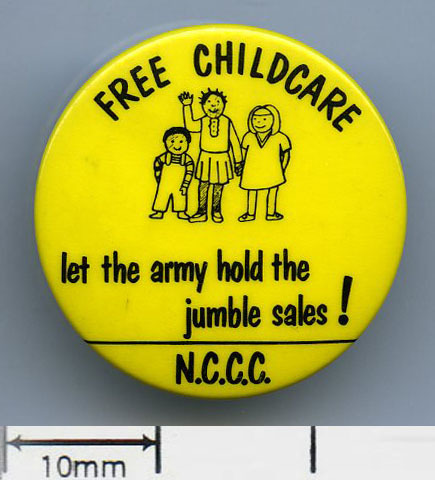 FREE CHILDCARE
let the army hold the
jumble sales!
N.C.C.C.
10mm